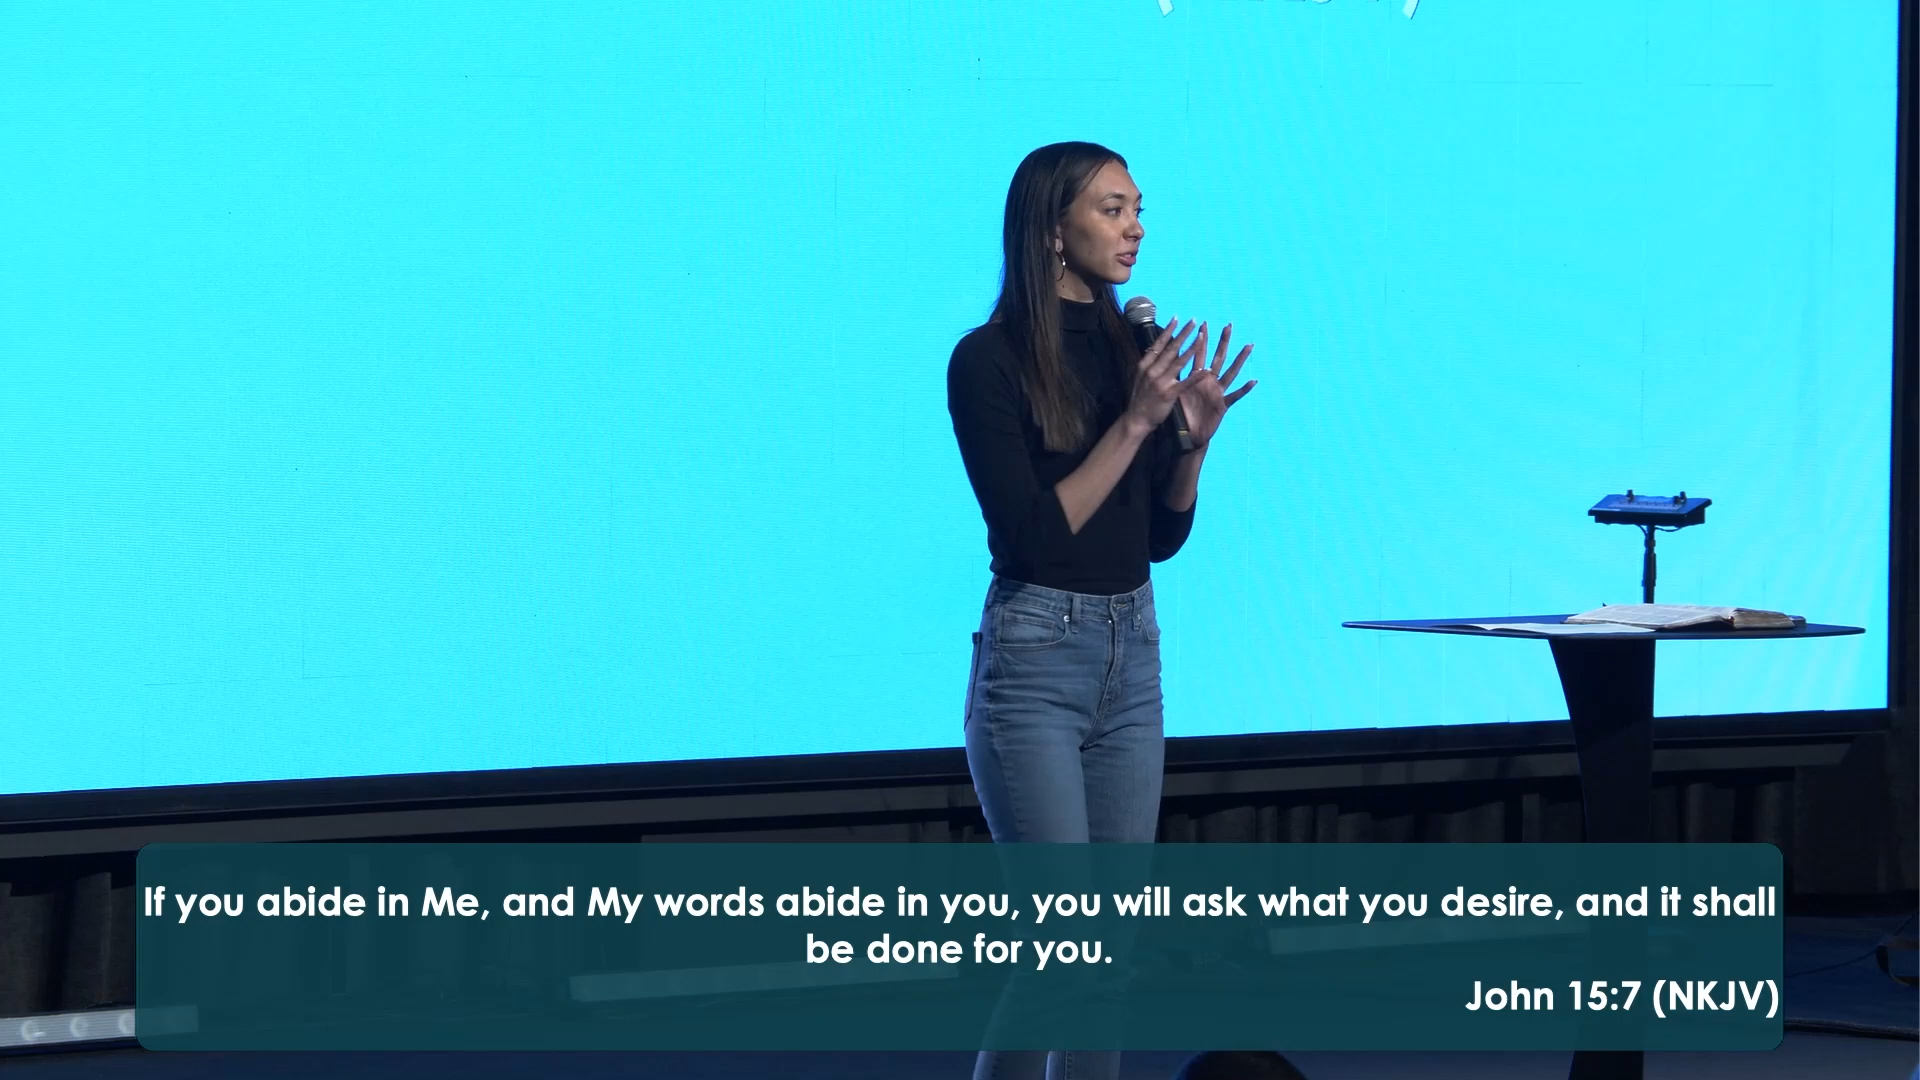 If you abide in Me, and My words abide in you, you will ask what you desire, and it shall
be done for you.
John 15:7 (NKJV)